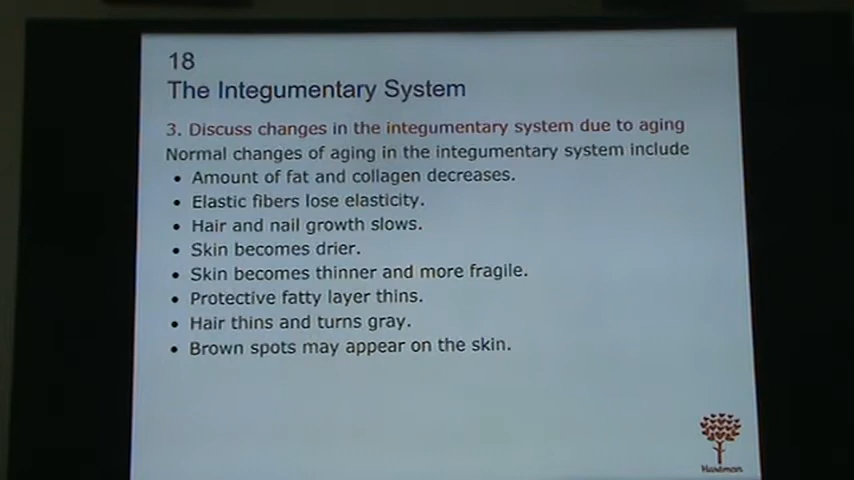 18
The Integumentary System
3. Discuss changes in the integumentary system due to aging
Normal changes of aging in the integumentary system include
• Amount of fat and collagen decreases.
• Elastic fibers lose elasticity.
• Hair and nail growth slows.
• Skin becomes drier.
• Skin becomes thinner and more fragile.
• Protective fatty layer thins.
• Hair thins and turns gray.
• Brown spots may appear on the skin.
Hartman